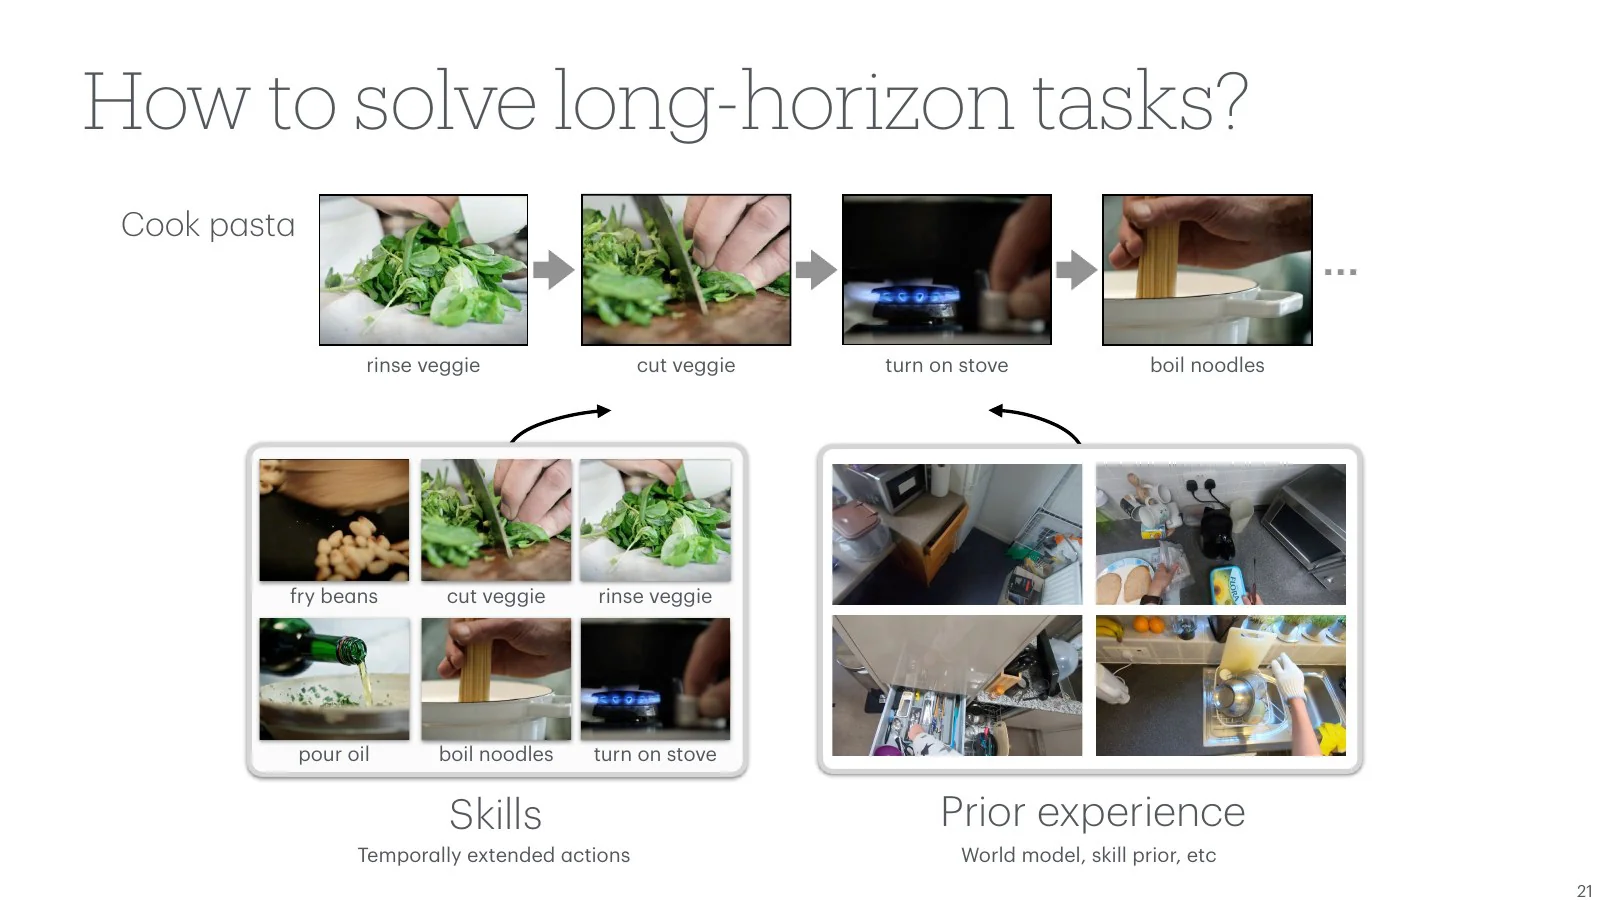 How to solve long-horizon tasks?
Cook pasta
...
rinse veggie
cut veggie
turn on stove
boil noodles
fry beans
cut veggie
rinse veggie
pour oil
boil noodles
turn on stove
Skills
Temporally extended actions
Prior experience
World model, skill prior, etc
FLORA
21